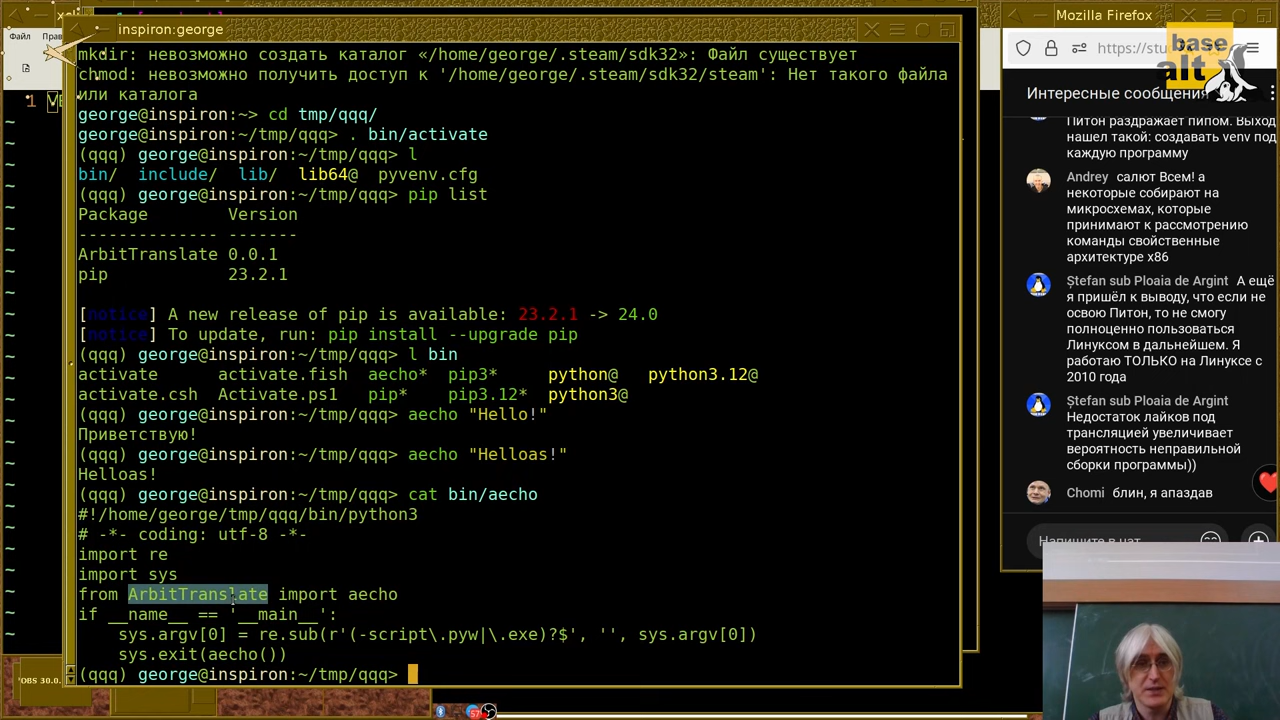 inspiron:george
Файл
mkdir: невозможно создать каталог «/home/george/.steam/sdk32»: Файл существует
chmod: невозможно получить доступ к '/home/george/.steam/sdk32/steam': Нет такого файла
или каталога
george@inspiron:~> cd tmp/qqq/
george@inspiron:~/tmp/qqq> . bin/activate
(qqq) george@inspiron:~/tmp/qqq> l
bin/  include/  lib/  lib64@  pyvenv.cfg
(qqq) george@inspiron:~/tmp/qqq> pip list
Package        Version
-------------- -------
ArbitTranslate 0.0.1
pip            23.2.1
[notice] A new release of pip is available: 23.2.1 -> 24.0
[notice] To update, run: pip install --upgrade pip
(qqq) george@inspiron:~/tmp/qqq> l bin
activate      activate.fish  aecho*  pip3*     python@   python3.12@
activate.csh  Activate.ps1   pip*    pip3.12*  python3@
(qqq) george@inspiron:~/tmp/qqq> aecho "Hello!"
Приветствую!
(qqq) george@inspiron:~/tmp/qqq> aecho "Helloas!"
Helloas!
(qqq) george@inspiron:~/tmp/qqq> cat bin/aecho
#!/home/george/tmp/qqq/bin/python3
# -*- coding: utf-8 -*-
import re
import sys
from ArbitTranslate import aecho
if __name__ == '__main__':
    sys.argv[0] = re.sub(r'(-script\.pyw|\.exe)?$', '', sys.argv[0])
    sys.exit(aecho())
(qqq) george@inspiron:~/tmp/qqq>
OBS 30.0.
Mozilla Firefox
https://stu
base
alt
Интересные сообщения
Питон раздражает пипом. Выход
нашел такой: создавать venv под
каждую программу
Andrey салют Всем! а
некоторые собирают на
микросхемах, которые
принимают к рассмотрению
команды свойственные
архитектуре x86
Ștefan sub Ploaia de Argint А ещё
я пришёл к выводу, что если не
освою Питон, то не смогу
полноценно пользоваться
Линуксом в дальнейшем. Я
работаю ТОЛЬКО на Линуксе с
2010 года
Ștefan sub Ploaia de Argint
Недостаток лайков под
трансляцией увеличивает
вероятность неправильной
сборки программы))
Chomi блин, я апаздав
Напишите в чат